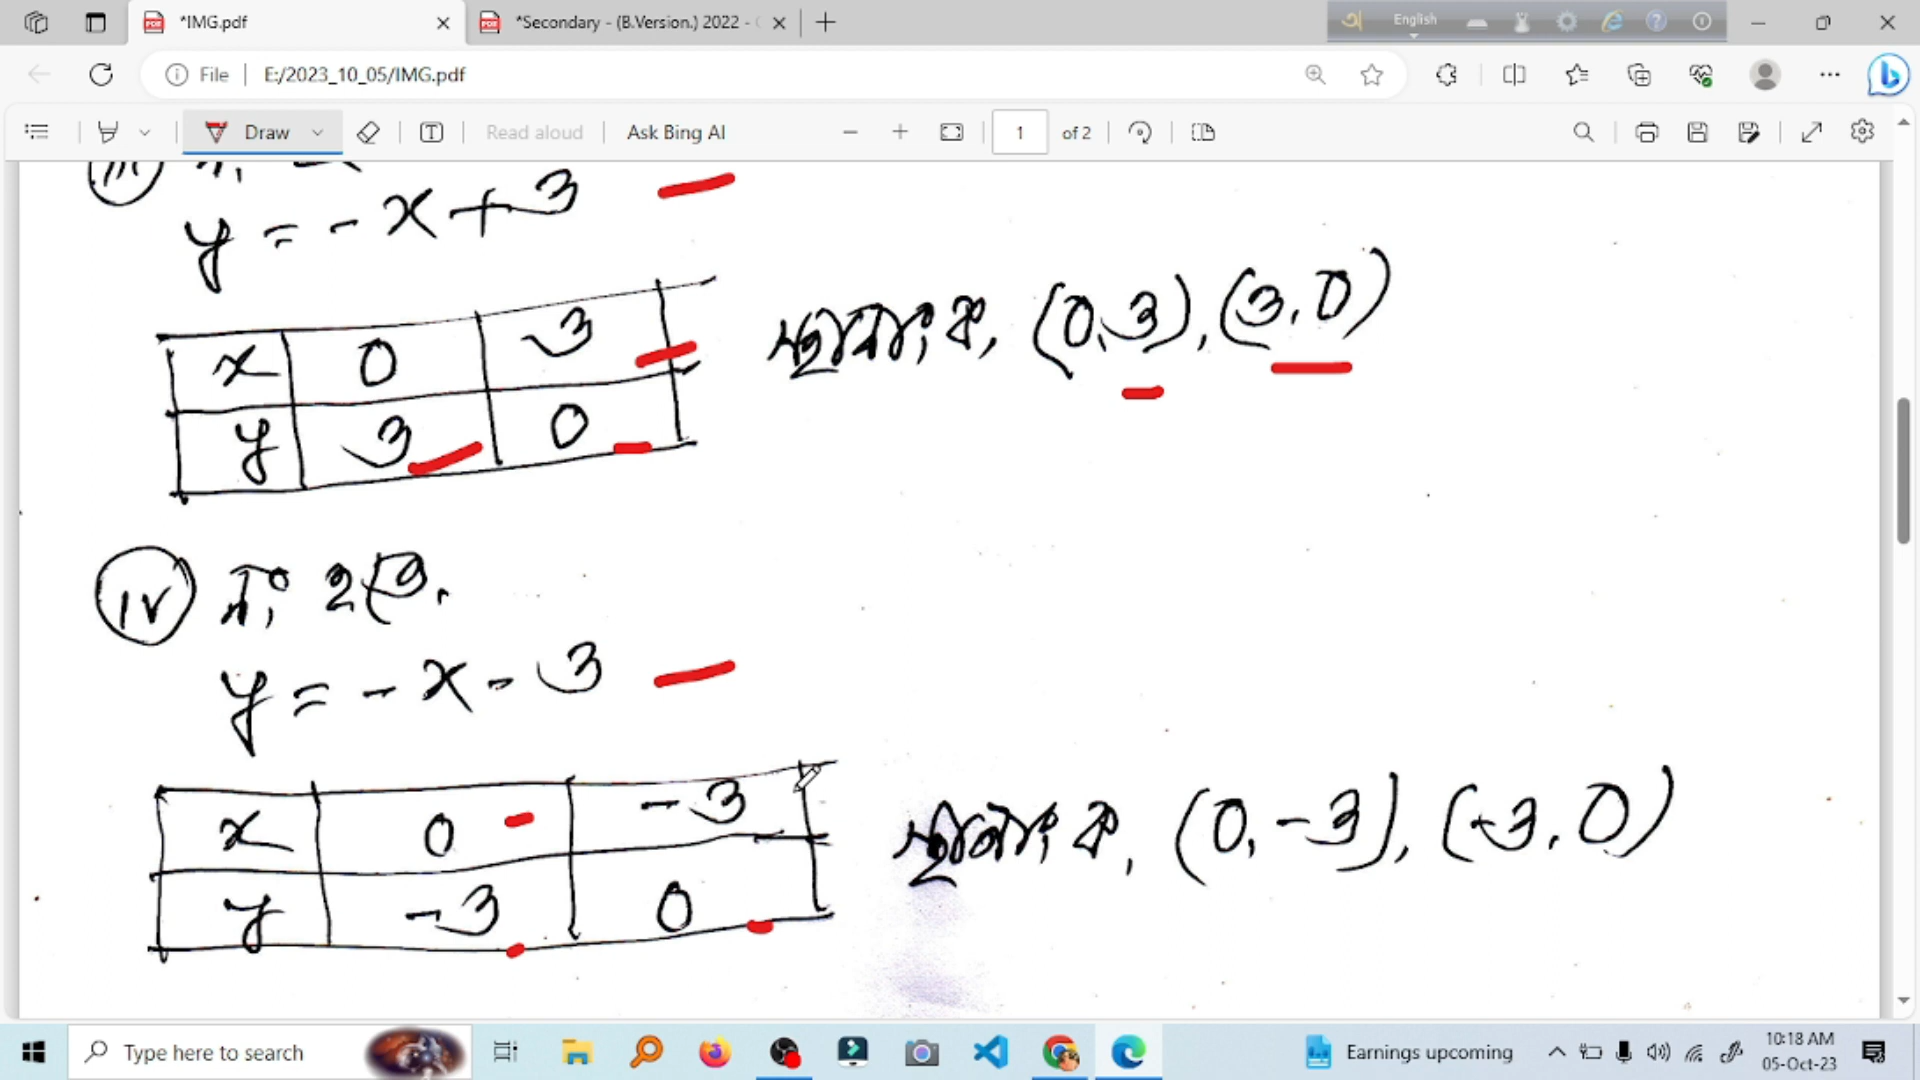 *IMG.pdf
*Secondary - (B.Version.) 2022 -
English
File
E:/2023_10_05/IMG.pdf
Draw
Read aloud
Ask Bing AI
1 of 2
y = -x+3
x 0 3
y 3 0
(0,3), (3,0)
iv
y = -x-3
x 0 -3
y -3 0
(0,-3), (-3,0)
Type here to search
Earnings upcoming
10:18 AM
05-Oct-23